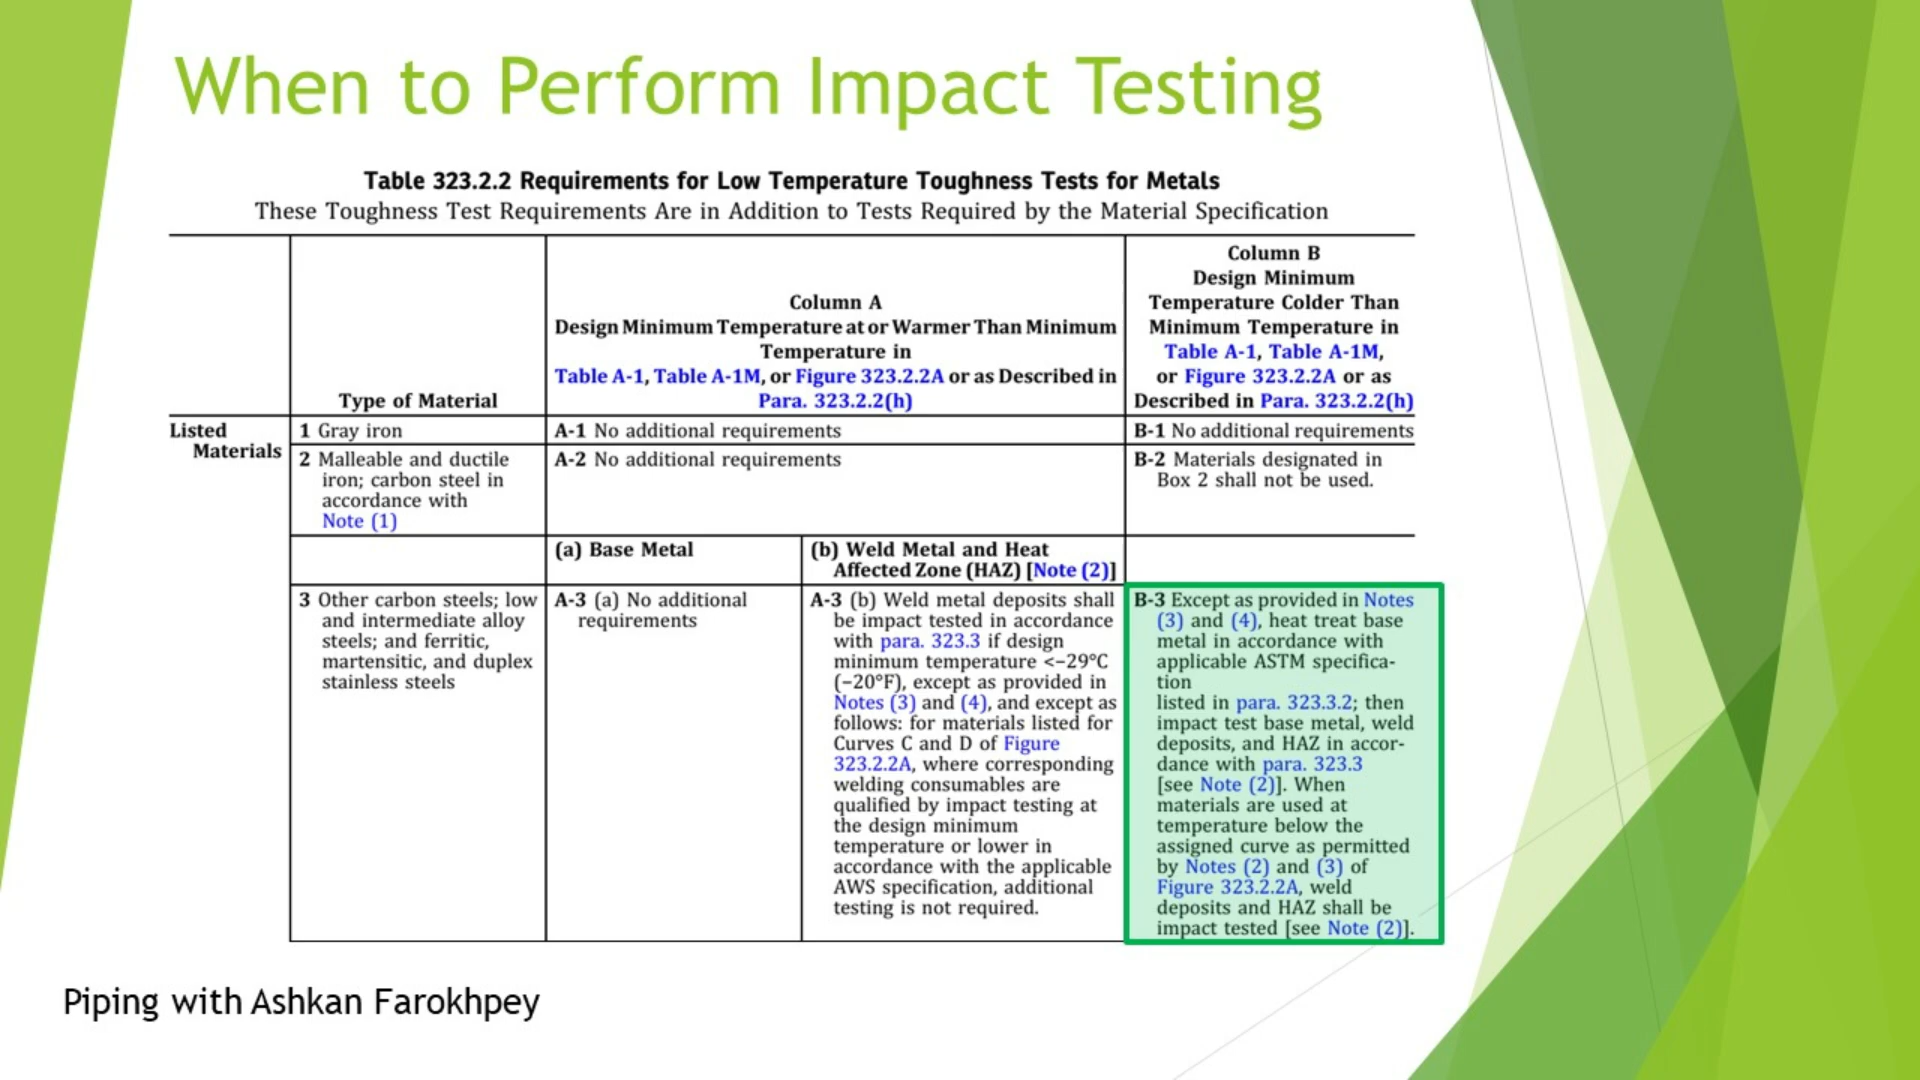 When to Perform Impact Testing
Table 323.2.2 Requirements for Low Temperature Toughness Tests for Metals
These Toughness Test Requirements Are in Addition to Tests Required by the Material Specification
Type of Material
Column A
Design Minimum Temperature at or Warmer Than Minimum
Temperature in
Table A-1, Table A-1M, or Figure 323.2.2A or as Described in
Para. 323.2.2(h)
Column B
Design Minimum
Temperature Colder Than
Minimum Temperature in
Table A-1, Table A-1M,
or Figure 323.2.2A or as
Described in Para. 323.2.2(h)
Listed
Materials
1 Gray iron
A-1 No additional requirements
B-1 No additional requirements
2 Malleable and ductile
iron; carbon steel in
accordance with
Note (1)
A-2 No additional requirements
B-2 Materials designated in
Box 2 shall not be used.
(a) Base Metal
(b) Weld Metal and Heat
Affected Zone (HAZ) [Note (2)]
3 Other carbon steels; low
and intermediate alloy
steels; and ferritic,
martensitic, and duplex
stainless steels
A-3 (a) No additional
requirements
A-3 (b) Weld metal deposits shall
be impact tested in accordance
with para. 323.3 if design
minimum temperature <−29°C
(−20°F), except as provided in
Notes (3) and (4), and except as
follows: for materials listed for
Curves C and D of Figure
323.2.2A, where corresponding
welding consumables are
qualified by impact testing at
the design minimum
temperature or lower in
accordance with the applicable
AWS specification, additional
testing is not required.
B-3 Except as provided in Notes
(3) and (4), heat treat base
metal in accordance with
applicable ASTM specifica-
tion
listed in para. 323.3.2; then
impact test base metal, weld
deposits, and HAZ in accor-
dance with para. 323.3
[see Note (2)]. When
materials are used at
temperature below the
assigned curve as permitted
by Notes (2) and (3) of
Figure 323.2.2A, weld
deposits and HAZ shall be
impact tested [see Note (2)].
Piping with Ashkan Farokhpey